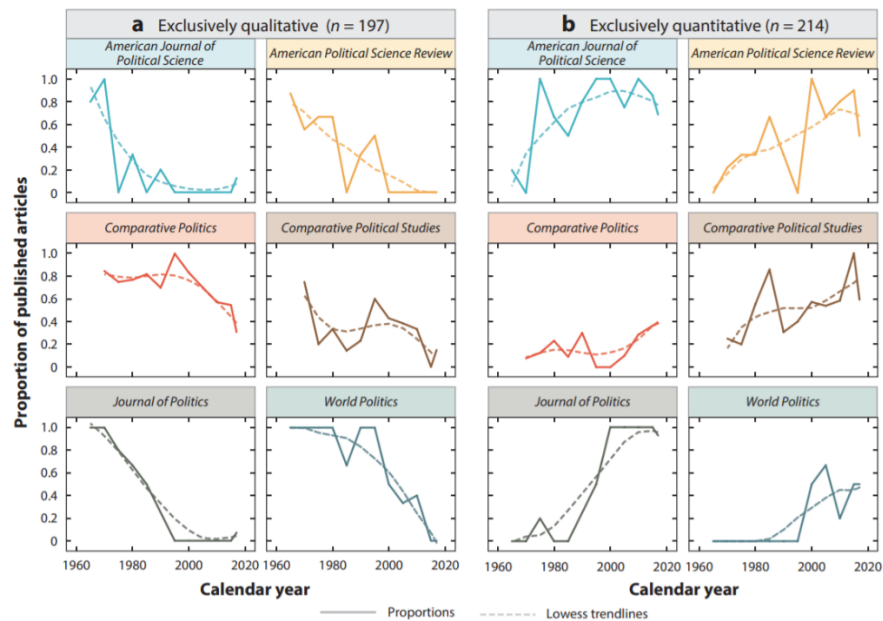 a Exclusively qualitative (n = 197)
b Exclusively quantitative (n = 214)
American Journal of
Political Science
American Political Science Review
American Journal of
Political Science
American Political Science Review
1.0
0.8
0.6
0.4
0.2
0
Comparative Politics
Comparative Political Studies
Comparative Politics
Comparative Political Studies
1.0
0.8
0.6
0.4
0.2
0
Journal of Politics
World Politics
Journal of Politics
World Politics
1.0
0.8
0.6
0.4
0.2
0
Proportion of published articles
1960 1980 2000 2020 1980 2000 2020
1960 1980 2000 2020 1980 2000 2020
Calendar year
Calendar year
Proportions
Lowess trendlines